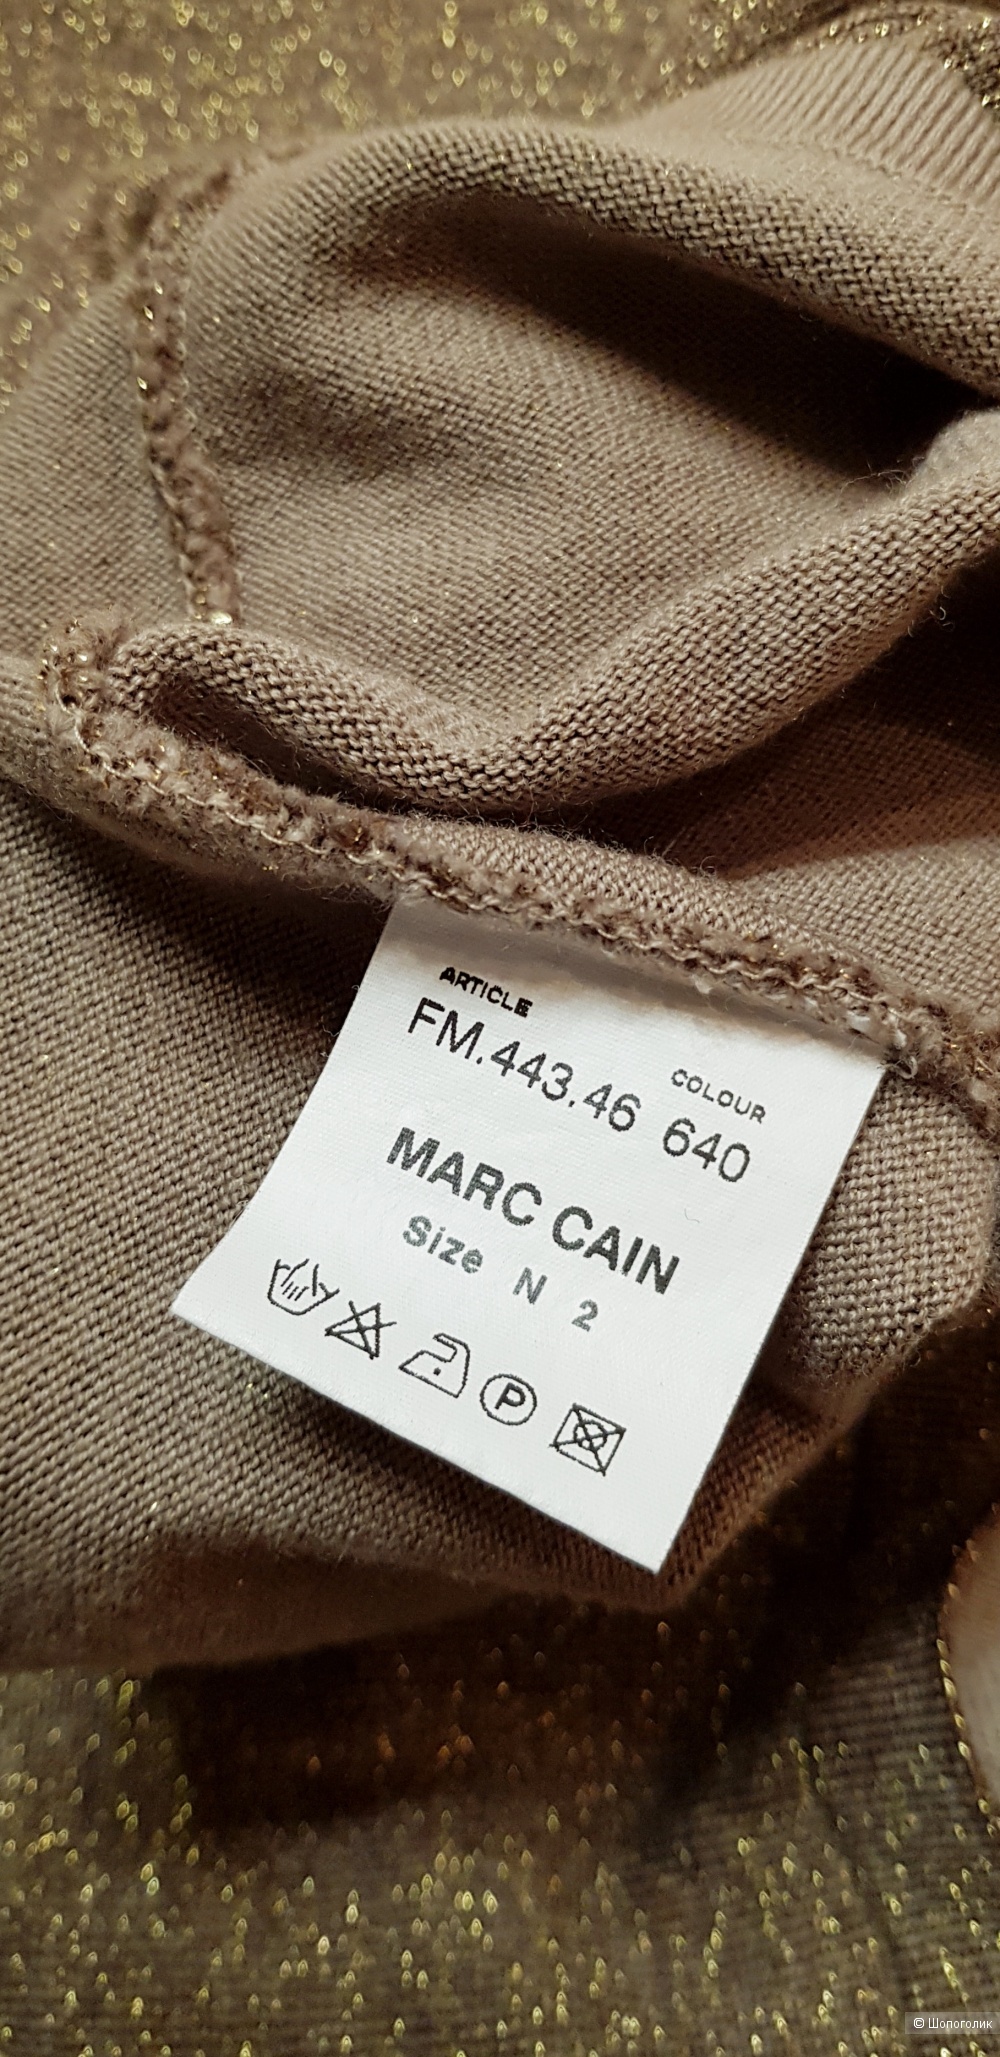 ARTICLE
FM.443.46
COLOUR
640
MARC CAIN
Size N 2
P
© Шопоголик